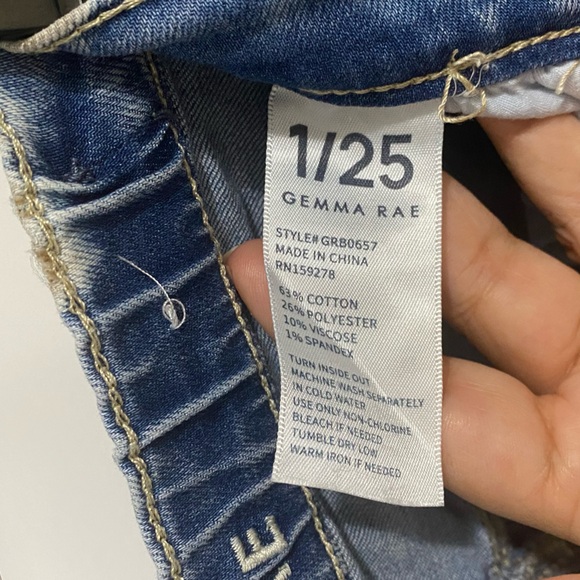 1/25
GEMMA RAE
STYLE# GRB0657
MADE IN CHINA
RN159278
63% COTTON
26% POLYESTER
10% VISCOSE
1% SPANDEX
TURN INSIDE OUT
MACHINE WASH SEPARATELY
IN COLD WATER
USE ONLY NON-CHLORINE
BLEACH IF NEEDED
TUMBLE DRY LOW
WARM IRON IF NEEDED
E